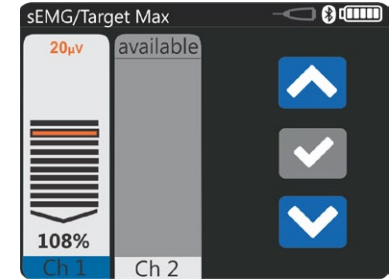 sEMG/Target Max
20µV
available
108%
Ch 1
Ch 2